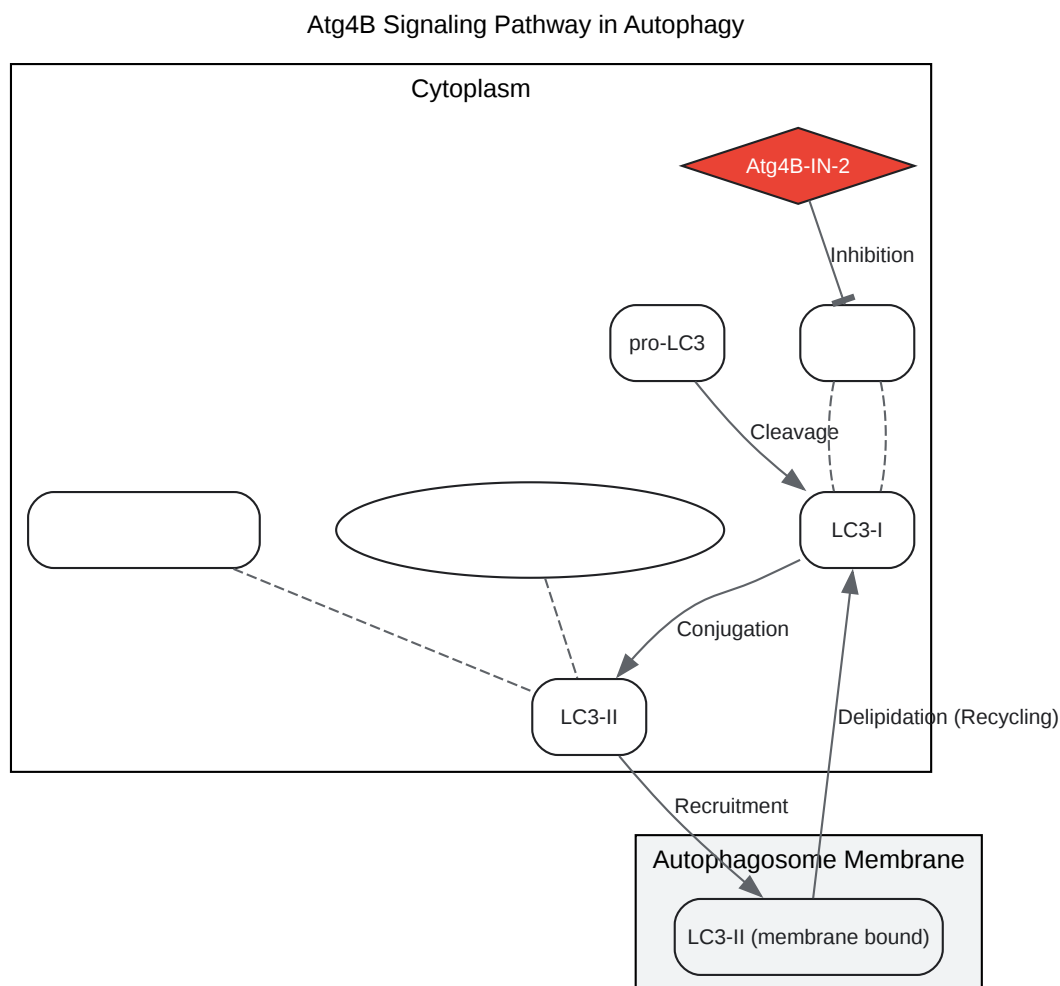 Atg4B Signaling Pathway in Autophagy
Cytoplasm
Atg4B-IN-2
Inhibition
pro-LC3
Cleavage
LC3-I
Conjugation
LC3-II
Delipidation (Recycling)
Recruitment
Autophagosome Membrane
LC3-II (membrane bound)